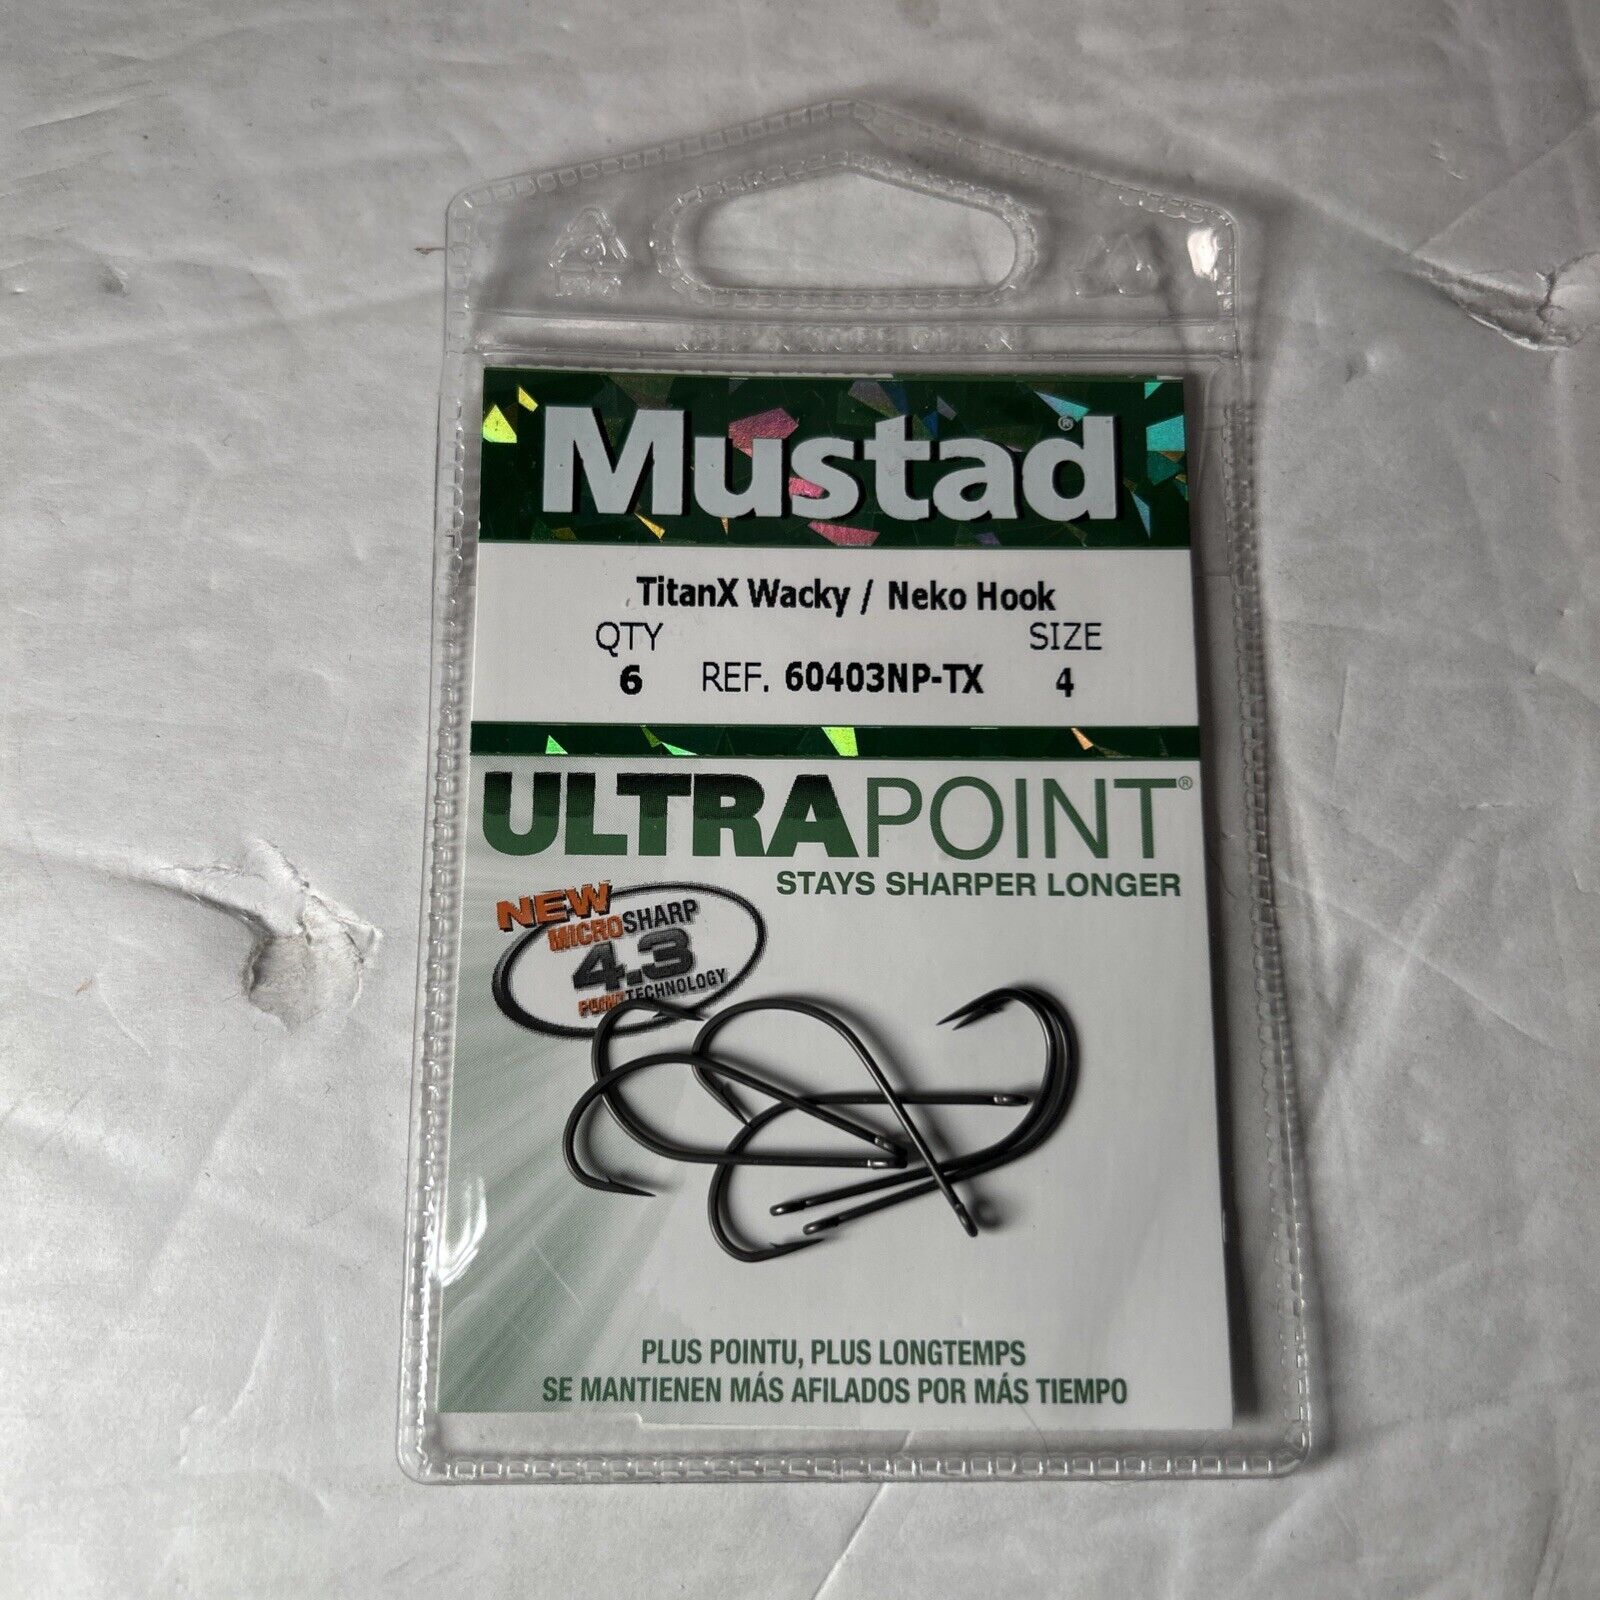 Mustad®
TitanX Wacky / Neko Hook
QTY SIZE
6 REF. 60403NP-TX 4
ULTRAPOINT®
STAYS SHARPER LONGER
NEW
MICROSHARP
4.3
POINT TECHNOLOGY
PLUS POINTU, PLUS LONGTEMPS
SE MANTIENEN MÁS AFILADOS POR MÁS TIEMPO